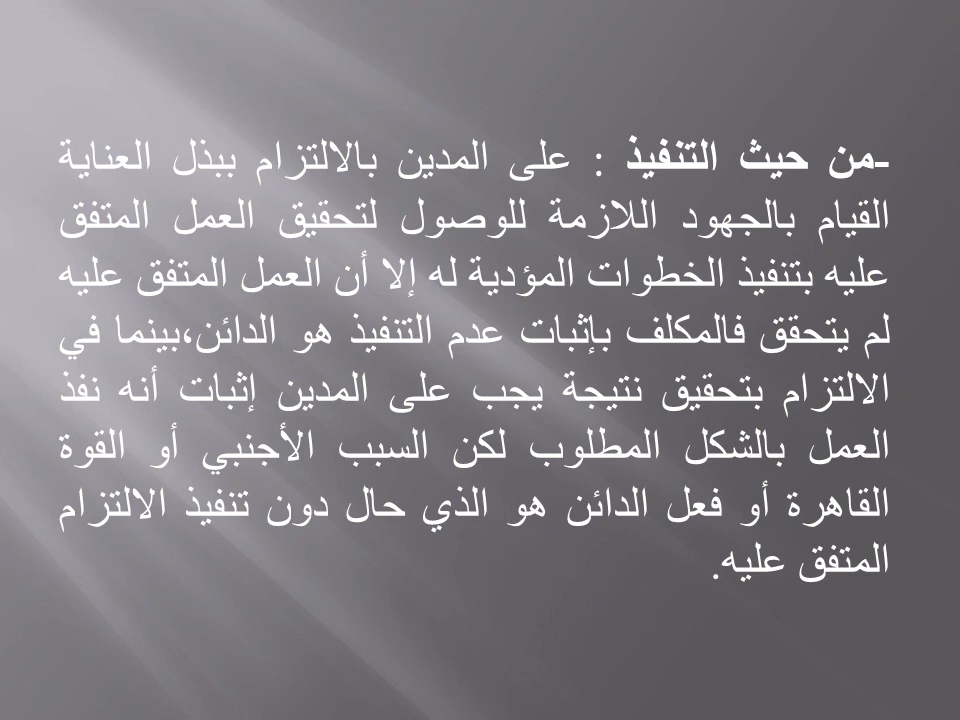 -من حيث التنفيذ : على المدين بالالتزام ببذل العناية
القيام بالجهود اللازمة للوصول لتحقيق العمل المتفق
عليه بتنفيذ الخطوات المؤدية له إلا أن العمل المتفق عليه
لم يتحقق فالمكلف بإثبات عدم التنفيذ هو الدائن،بينما في
الالتزام بتحقيق نتيجة يجب على المدين إثبات أنه نفذ
العمل بالشكل المطلوب لكن السبب الأجنبي أو القوة
القاهرة أو فعل الدائن هو الذي حال دون تنفيذ الالتزام
المتفق عليه.